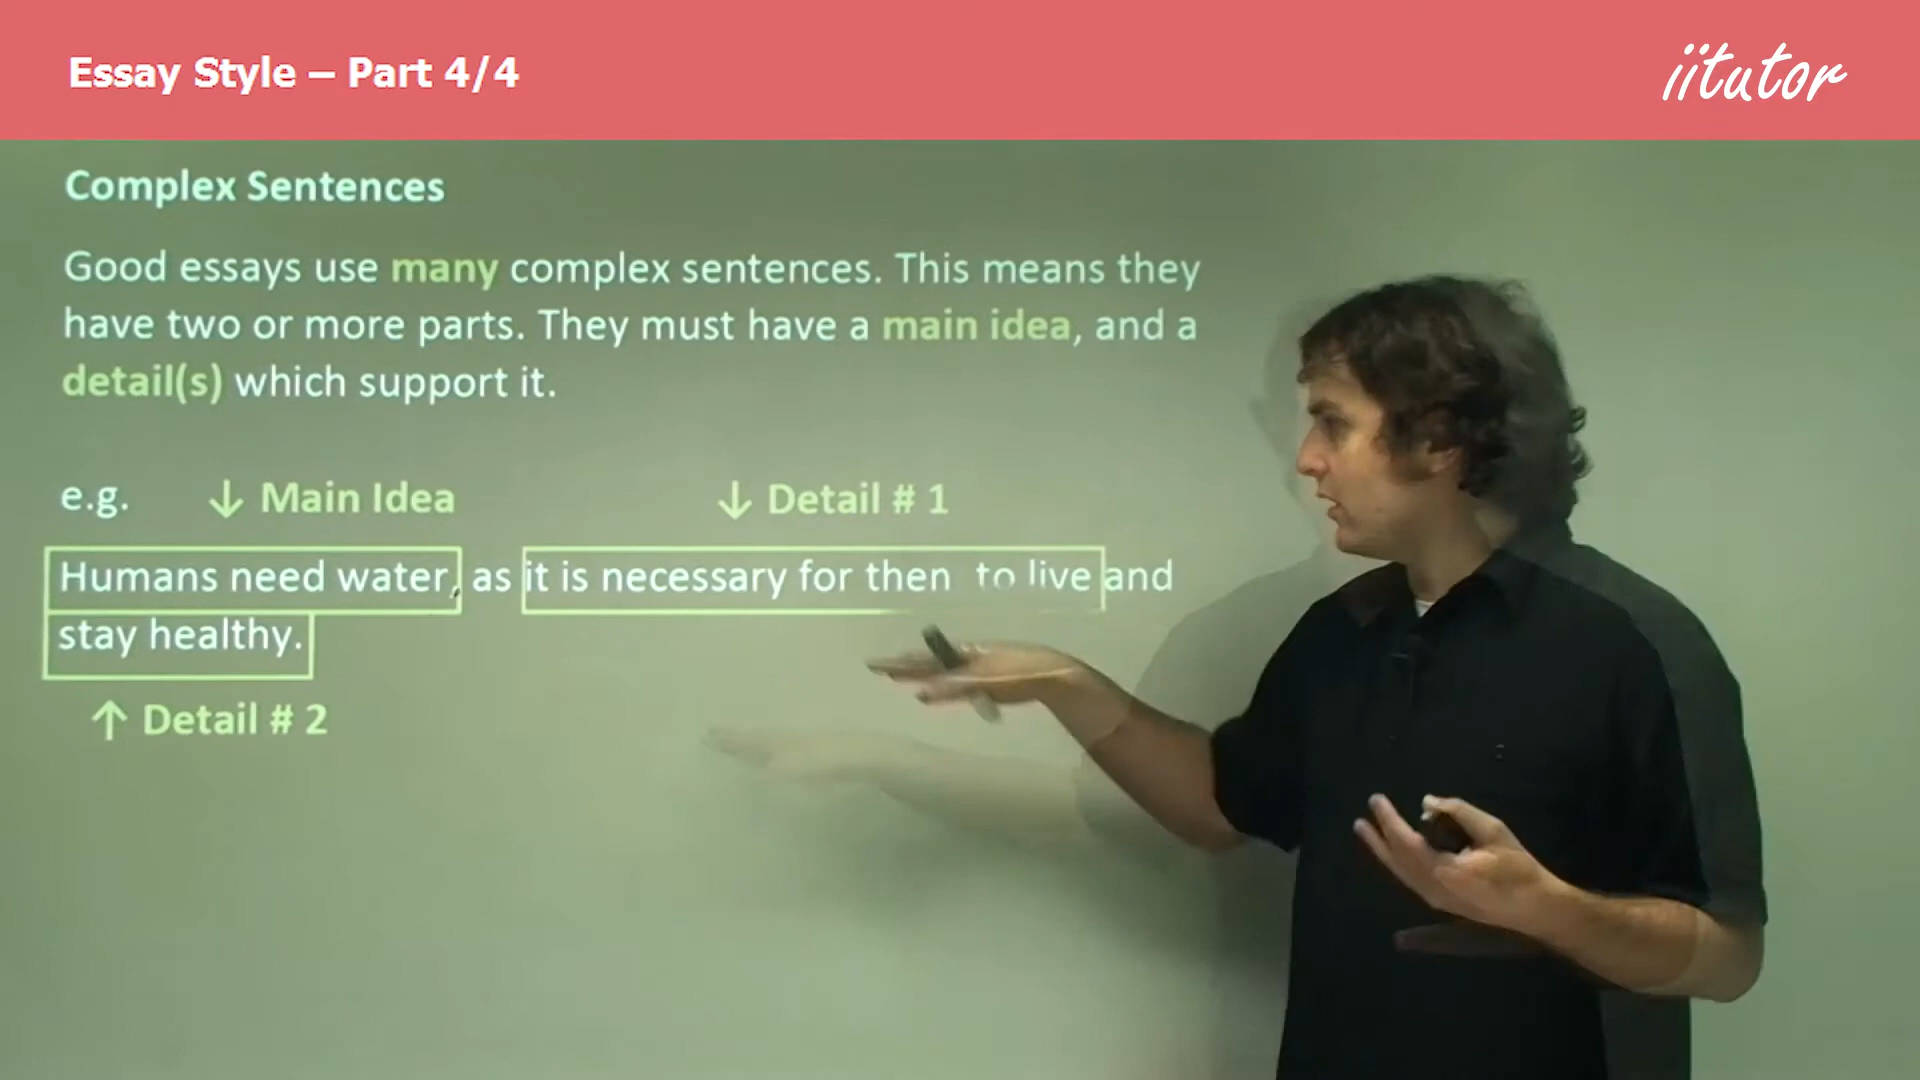 Essay Style – Part 4/4
iitutor
Complex Sentences
Good essays use many complex sentences. This means they
have two or more parts. They must have a main idea, and a
detail(s) which support it.
e.g. ↓ Main Idea ↓ Detail # 1
Humans need water, as it is necessary for then to live and
stay healthy.
↑ Detail # 2